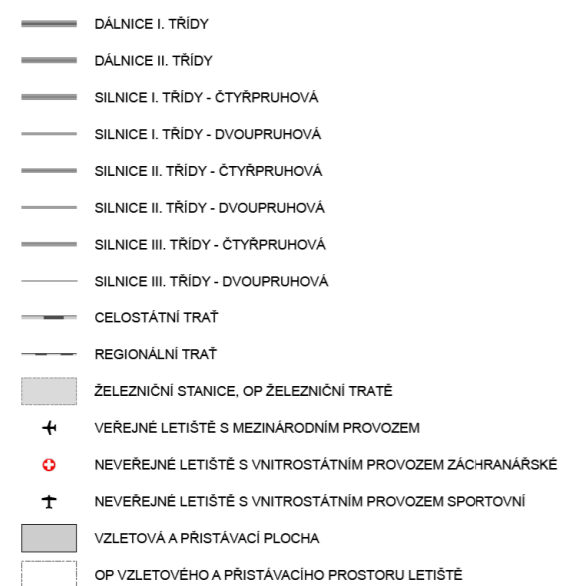 DÁLNICE I. TŘÍDY
DÁLNICE II. TŘÍDY
SILNICE I. TŘÍDY - ČTYŘPRUHOVÁ
SILNICE I. TŘÍDY - DVOUPRUHOVÁ
SILNICE II. TŘÍDY - ČTYŘPRUHOVÁ
SILNICE II. TŘÍDY - DVOUPRUHOVÁ
SILNICE III. TŘÍDY - ČTYŘPRUHOVÁ
SILNICE III. TŘÍDY - DVOUPRUHOVÁ
CELOSTÁTNÍ TRAŤ
REGIONÁLNÍ TRAŤ
ŽELEZNIČNÍ STANICE, OP ŽELEZNIČNÍ TRATĚ
VEŘEJNÉ LETIŠTĚ S MEZINÁRODNÍM PROVOZEM
NEVEŘEJNÉ LETIŠTĚ S VNITROSTÁTNÍM PROVOZEM ZÁCHRANÁŘSKÉ
NEVEŘEJNÉ LETIŠTĚ S VNITROSTÁTNÍM PROVOZEM SPORTOVNÍ
VZLETOVÁ A PŘISTÁVACÍ PLOCHA
OP VZLETOVÉHO A PŘISTÁVACÍHO PROSTORU LETIŠTĚ